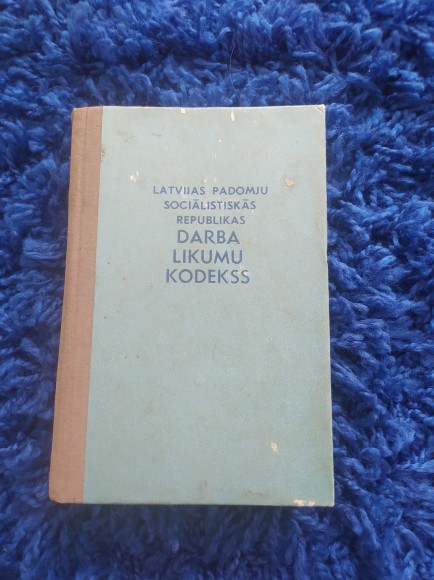 LATVIJAS PADOMJU
SOCIĀLISTISKĀS
REPUBLIKAS
DARBA
LIKUMU
KODEKSS